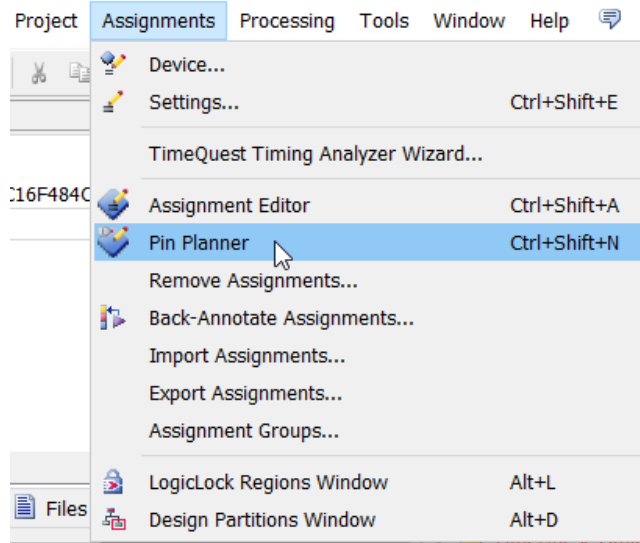 Project Assignments Processing Tools Window Help
Device...
Settings... Ctrl+Shift+E
TimeQuest Timing Analyzer Wizard...
C16F484C
Assignment Editor Ctrl+Shift+A
Pin Planner Ctrl+Shift+N
Remove Assignments...
Back-Annotate Assignments...
Import Assignments...
Export Assignments...
Assignment Groups...
LogicLock Regions Window Alt+L
Files
Design Partitions Window Alt+D